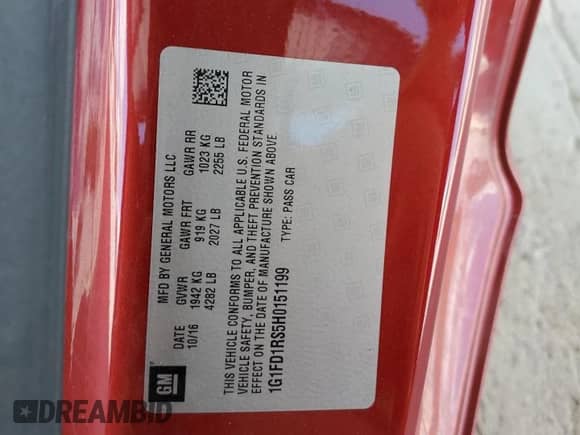 MFD BY GENERAL MOTORS LLC
DATE GVWR GAWR FRT GAWR RR
10/16 1942 KG 919 KG 1023 KG
4282 LB 2027 LB 2255 LB
THIS VEHICLE CONFORMS TO ALL APPLICABLE U.S. FEDERAL MOTOR
VEHICLE SAFETY, BUMPER, AND THEFT PREVENTION STANDARDS IN
EFFECT ON THE DATE OF MANUFACTURE SHOWN ABOVE.
1G1FD1RS5H0151199 TYPE: PASS CAR
GM
DREAMBID